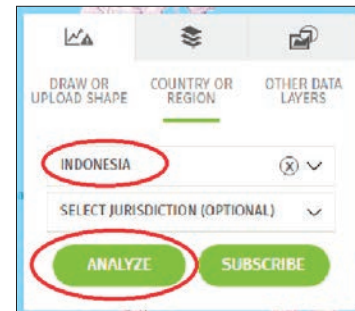 DRAW OR UPLOAD SHAPE
COUNTRY OR REGION
OTHER DATA LAYERS
INDONESIA
SELECT JURISDICTION (OPTIONAL)
ANALYZE
SUBSCRIBE